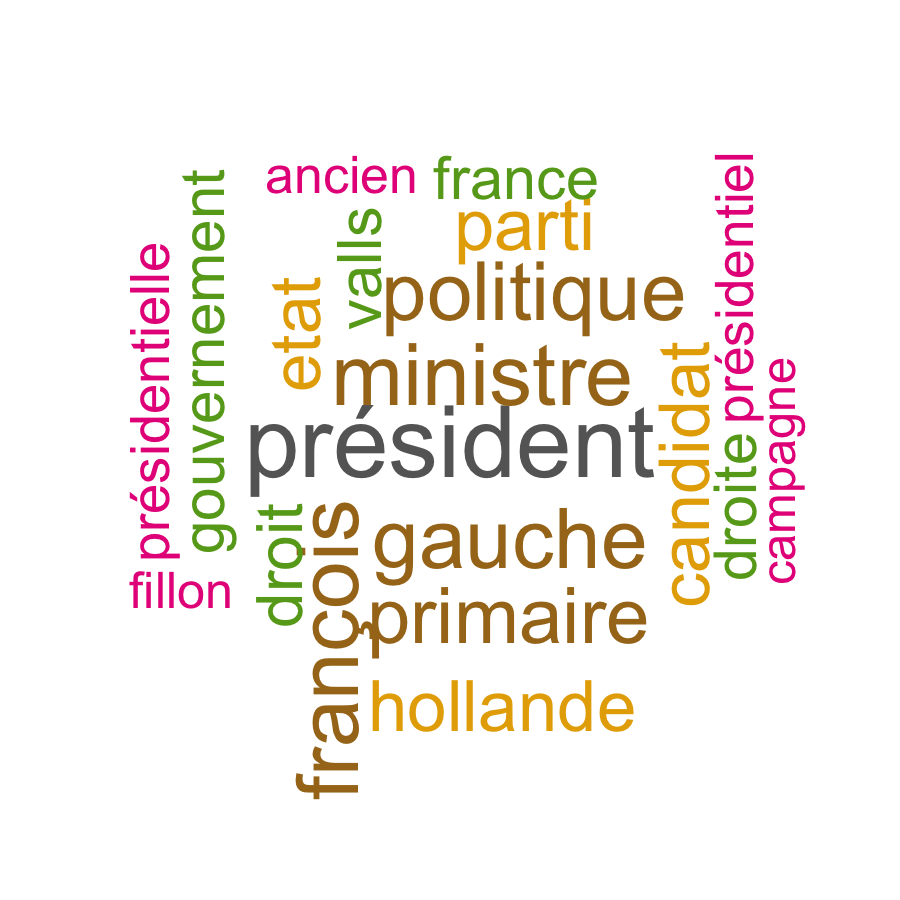 ancien
france
parti
valls
politique
présidentiel
gouvernement
présidentielle
etat
ministre
candidat
campagne
président
droite
droit
gauche
françois
fillon
primaire
hollande